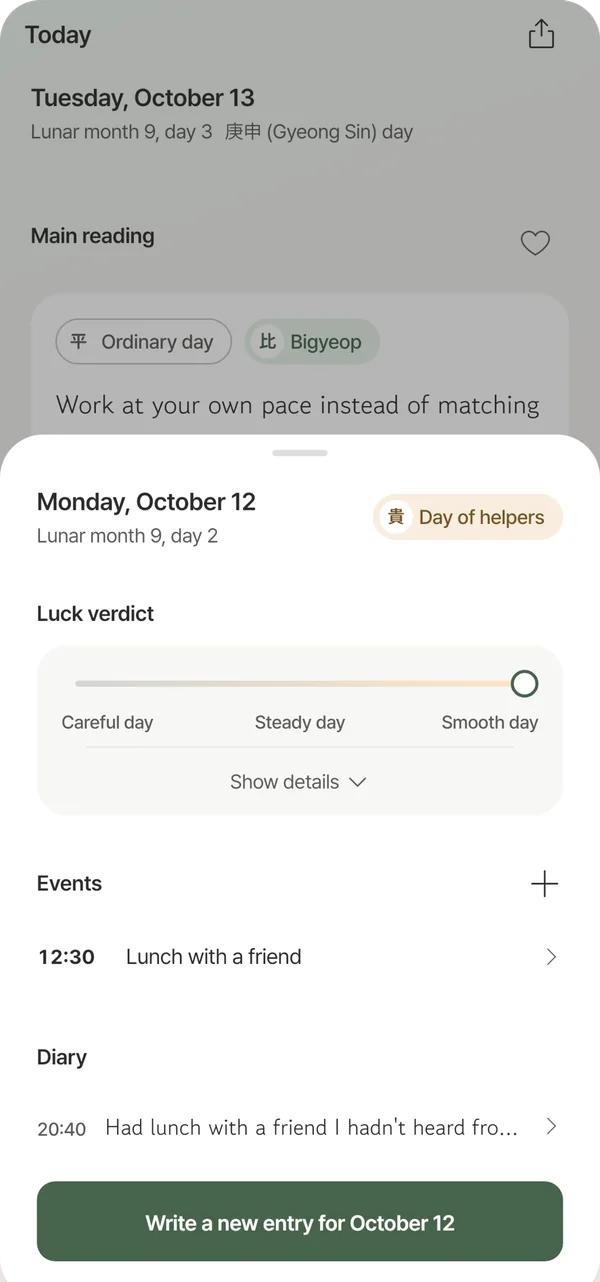 Today
Tuesday, October 13
Lunar month 9, day 3 庚申 (Gyeong Sin) day
Main reading
平 Ordinary day
比 Bigyeop
Work at your own pace instead of matching
Monday, October 12
Lunar month 9, day 2
貴 Day of helpers
Luck verdict
Careful day
Steady day
Smooth day
Show details
Events
12:30 Lunch with a friend
Diary
20:40 Had lunch with a friend I hadn't heard fro...
Write a new entry for October 12